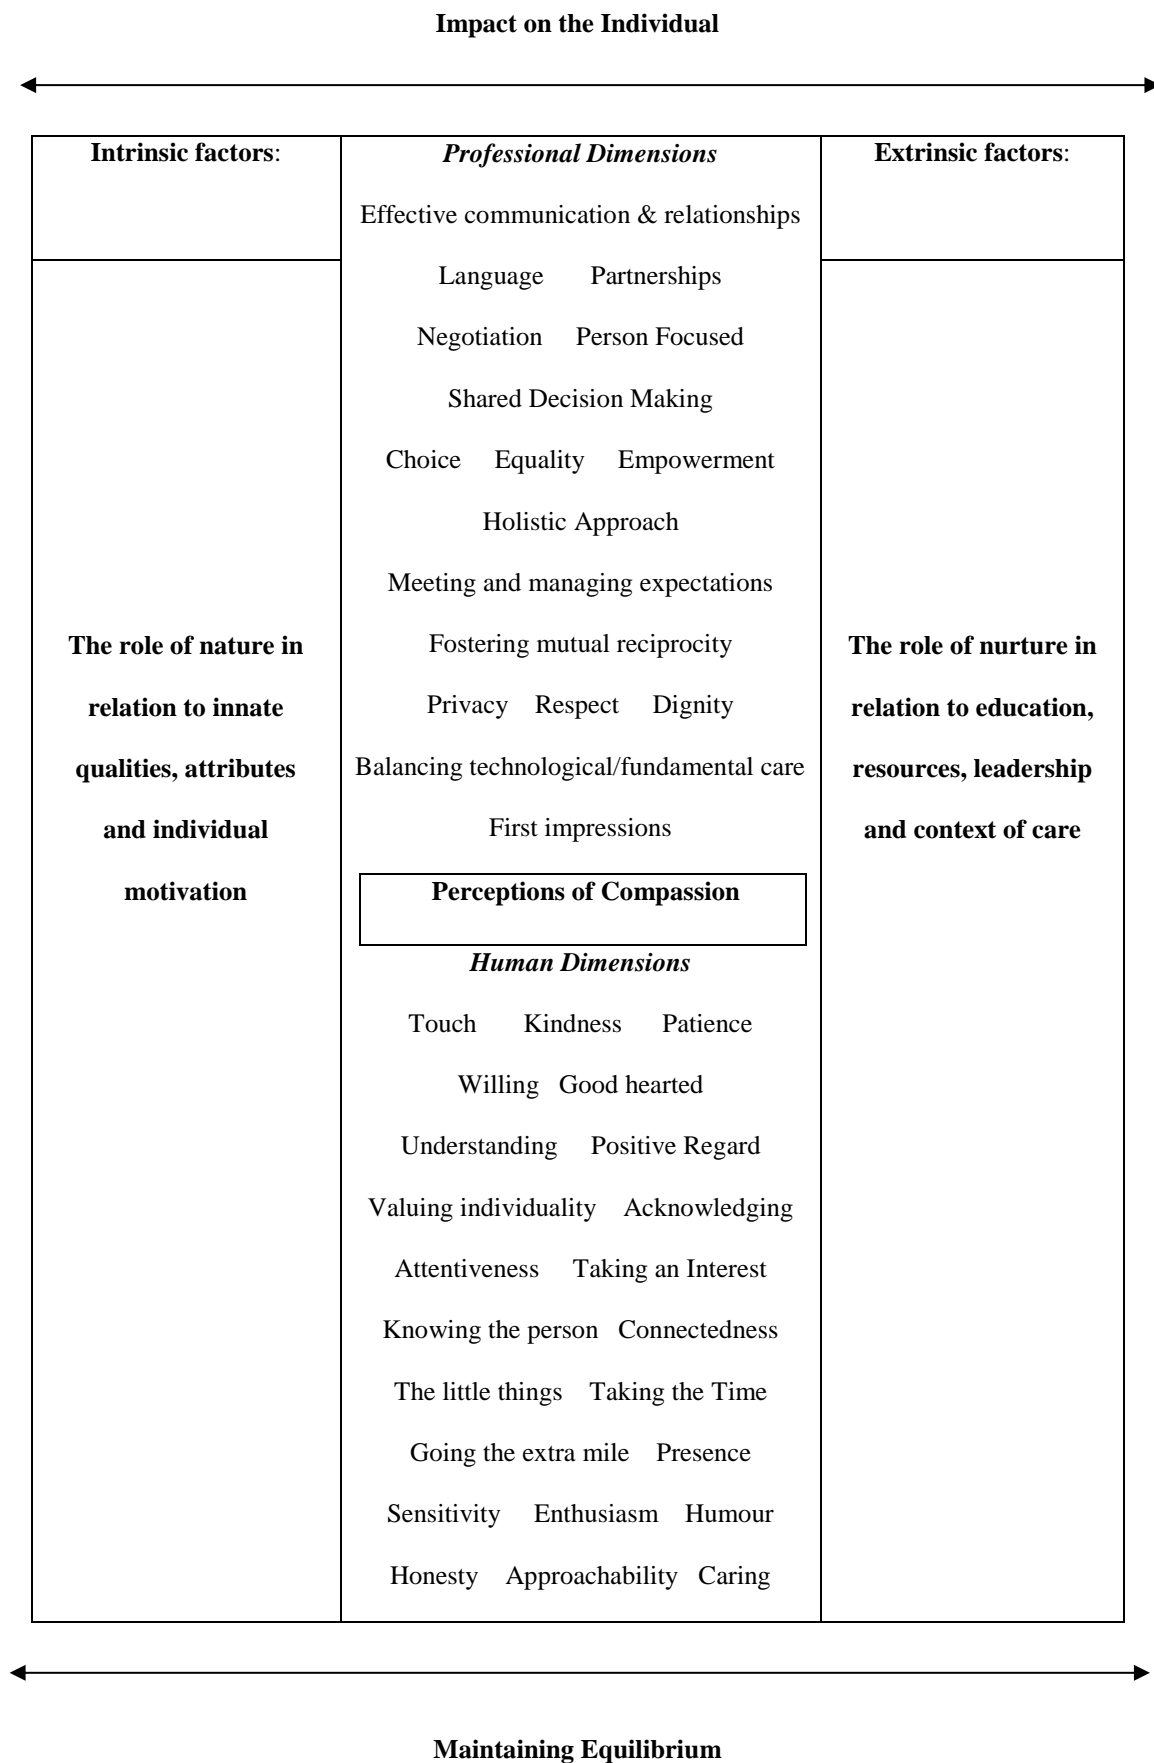 Impact on the Individual
Intrinsic factors:
The role of nature in
relation to innate
qualities, attributes
and individual
motivation
Professional Dimensions
Effective communication & relationships
Language Partnerships
Negotiation Person Focused
Shared Decision Making
Choice Equality Empowerment
Holistic Approach
Meeting and managing expectations
Fostering mutual reciprocity
Privacy Respect Dignity
Balancing technological/fundamental care
First impressions
Perceptions of Compassion
Human Dimensions
Touch Kindness Patience
Willing Good hearted
Understanding Positive Regard
Valuing individuality Acknowledging
Attentiveness Taking an Interest
Knowing the person Connectedness
The little things Taking the Time
Going the extra mile Presence
Sensitivity Enthusiasm Humour
Honesty Approachability Caring
Extrinsic factors:
The role of nurture in
relation to education,
resources, leadership
and context of care
Maintaining Equilibrium